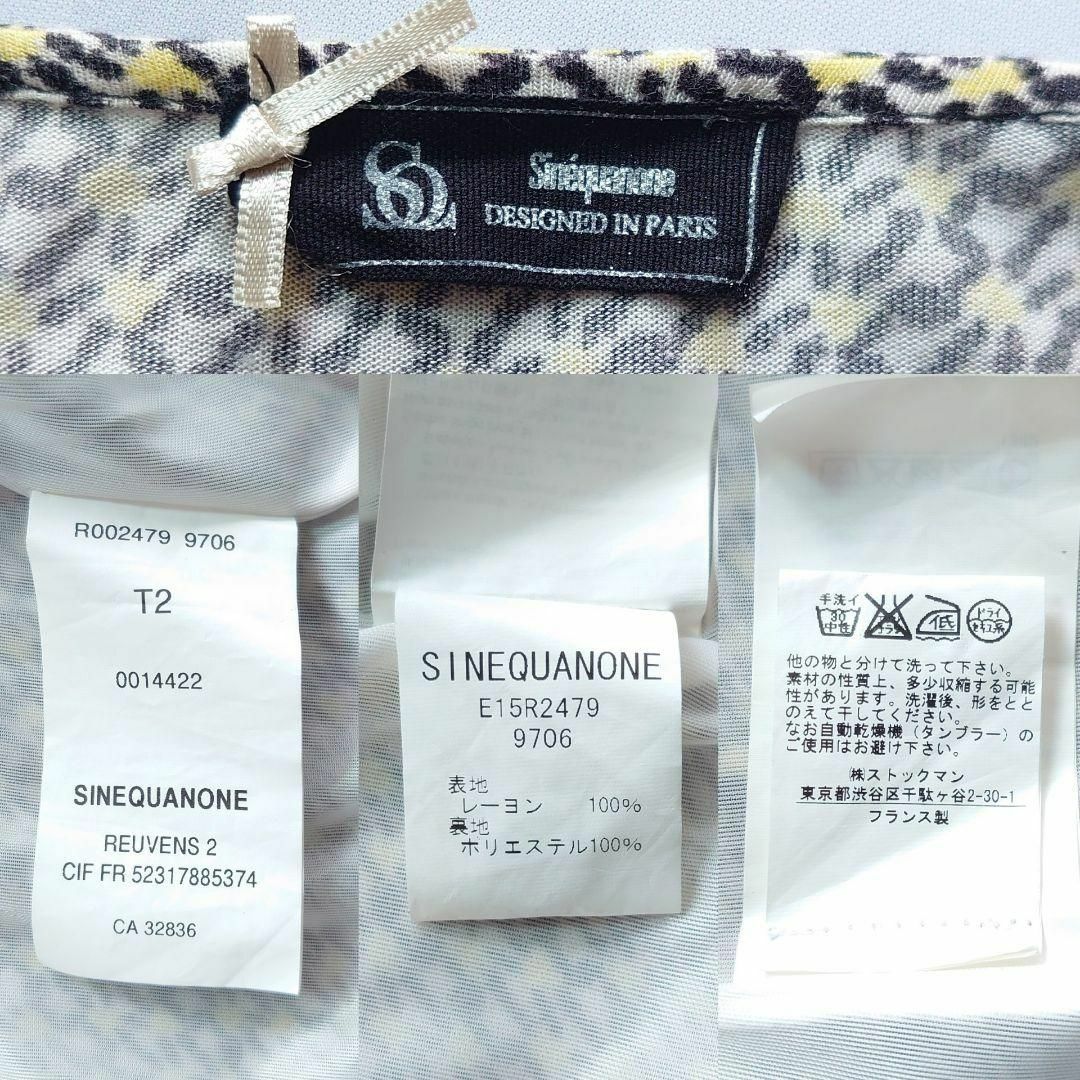 Sinéquanone
DESIGNED IN PARIS
R002479 9706
T2
0014422
SINEQUANONE
REUVENS 2
CIF FR 52317885374
CA 32836
SINEQUANONE
E15R2479
9706
表地
レーヨン 100%
裏地
ポリエステル100%
手洗イ
30
中性
低
ドライ
セキユ系
他の物と分けて洗って下さい。
素材の性質上、多少収縮する可能
性があります。洗濯後、形をとと
のえて干してください。
なお自動乾燥機（タンブラー）の
ご使用はお避け下さい。
㈱ストックマン
東京都渋谷区千駄ヶ谷2-30-1
フランス製